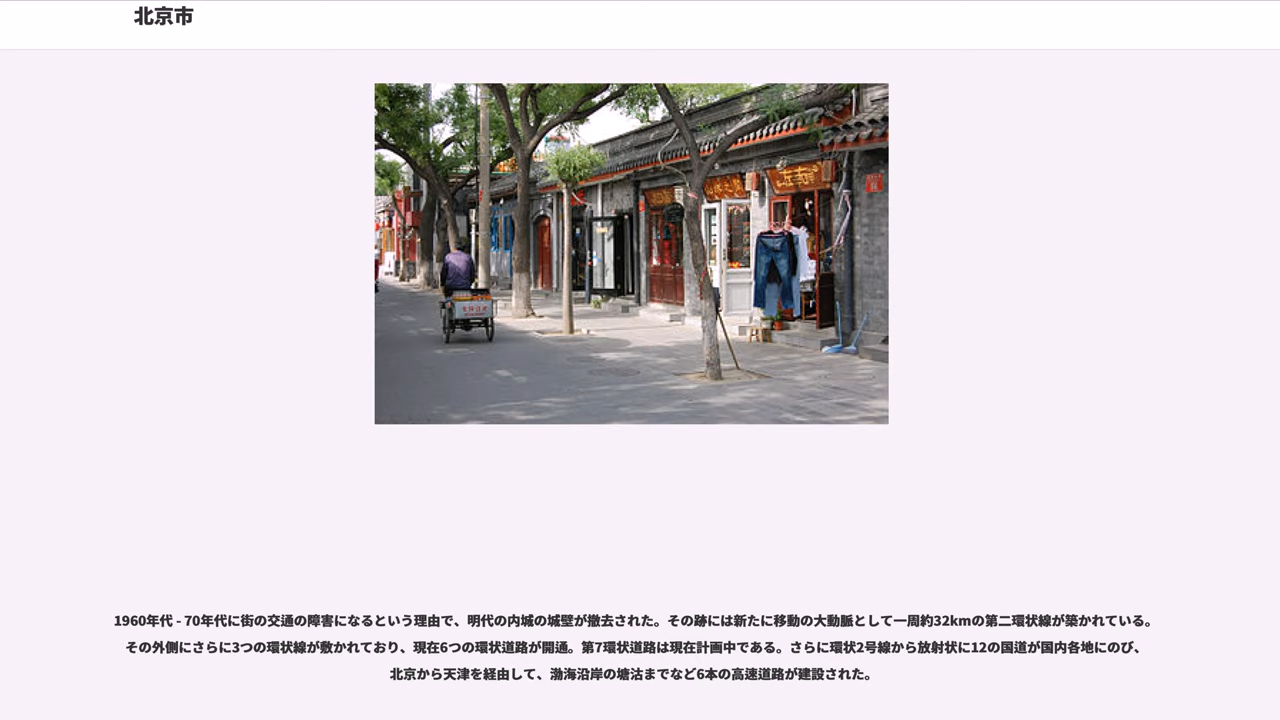 北京市
1960年代 - 70年代に街の交通の障害になるという理由で、明代の内城の城壁が撤去された。その跡には新たに移動の大動脈として一周約32kmの第二環状線が築かれている。
その外側にさらに3つの環状線が敷かれており、現在6つの環状道路が開通。第7環状道路は現在計画中である。さらに環状2号線から放射状に12の国道が国内各地にのび、
北京から天津を経由して、渤海沿岸の塘沽までなど6本の高速道路が建設された。